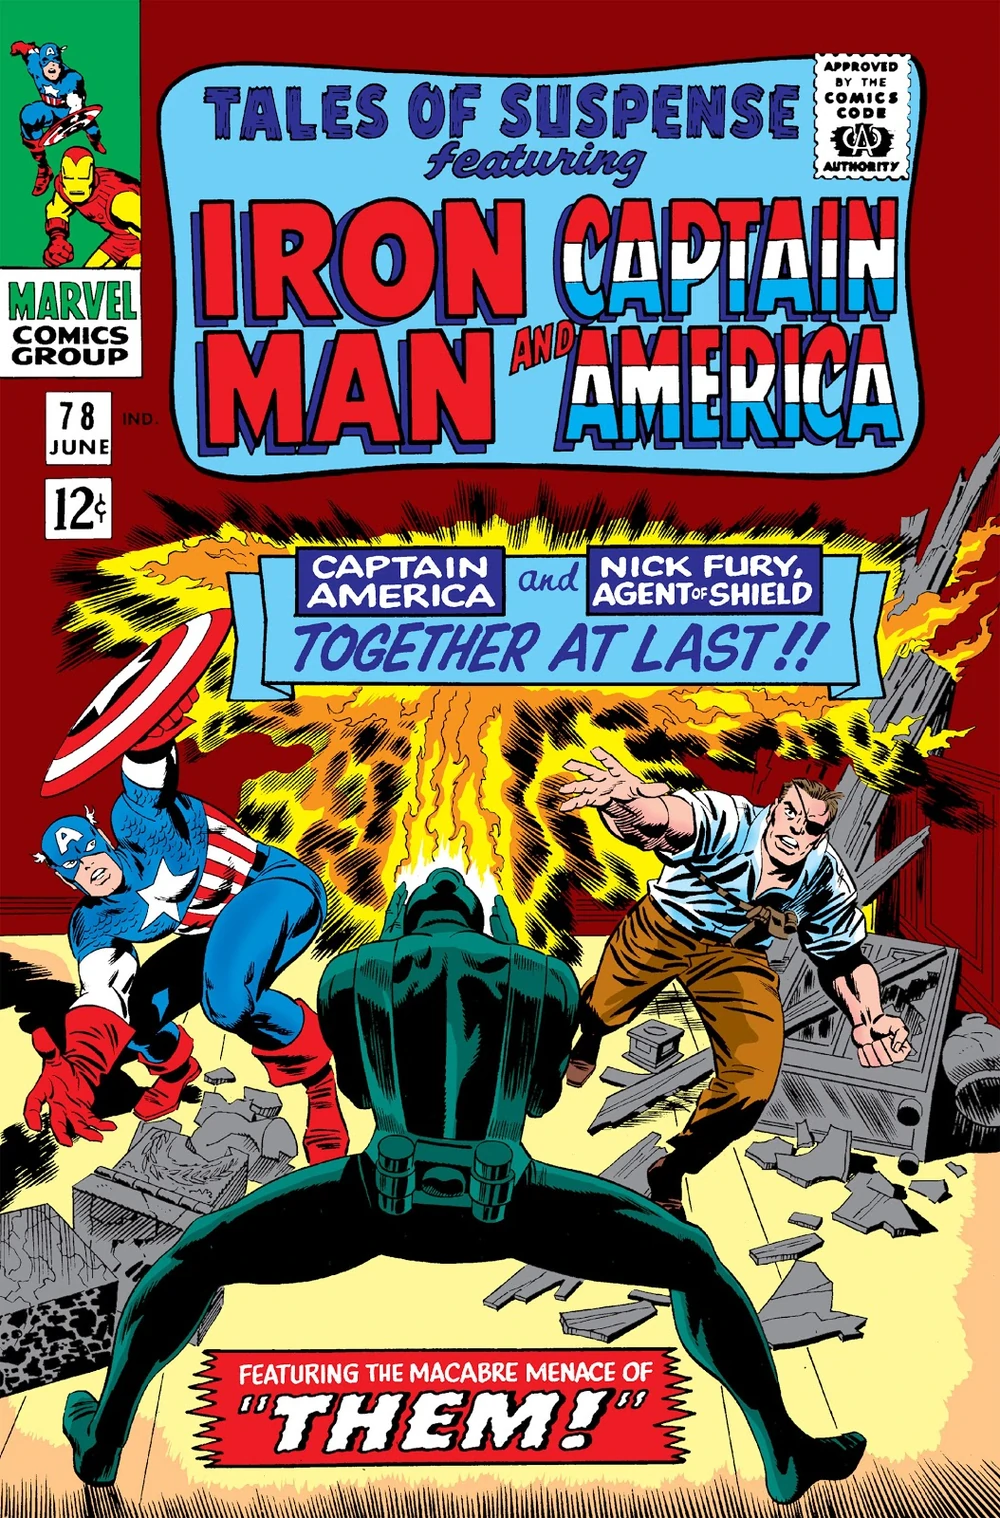 TALES OF SUSPENSE
featuring
IRON MAN AND CAPTAIN AMERICA
APPROVED
BY THE
COMICS
CODE
CA
AUTHORITY
A
MARVEL
COMICS
GROUP
78
JUNE
IND.
12¢
CAPTAIN AMERICA and NICK FURY, AGENT OF SHIELD
TOGETHER AT LAST!!
A
FEATURING THE MACABRE MENACE OF
"THEM!"